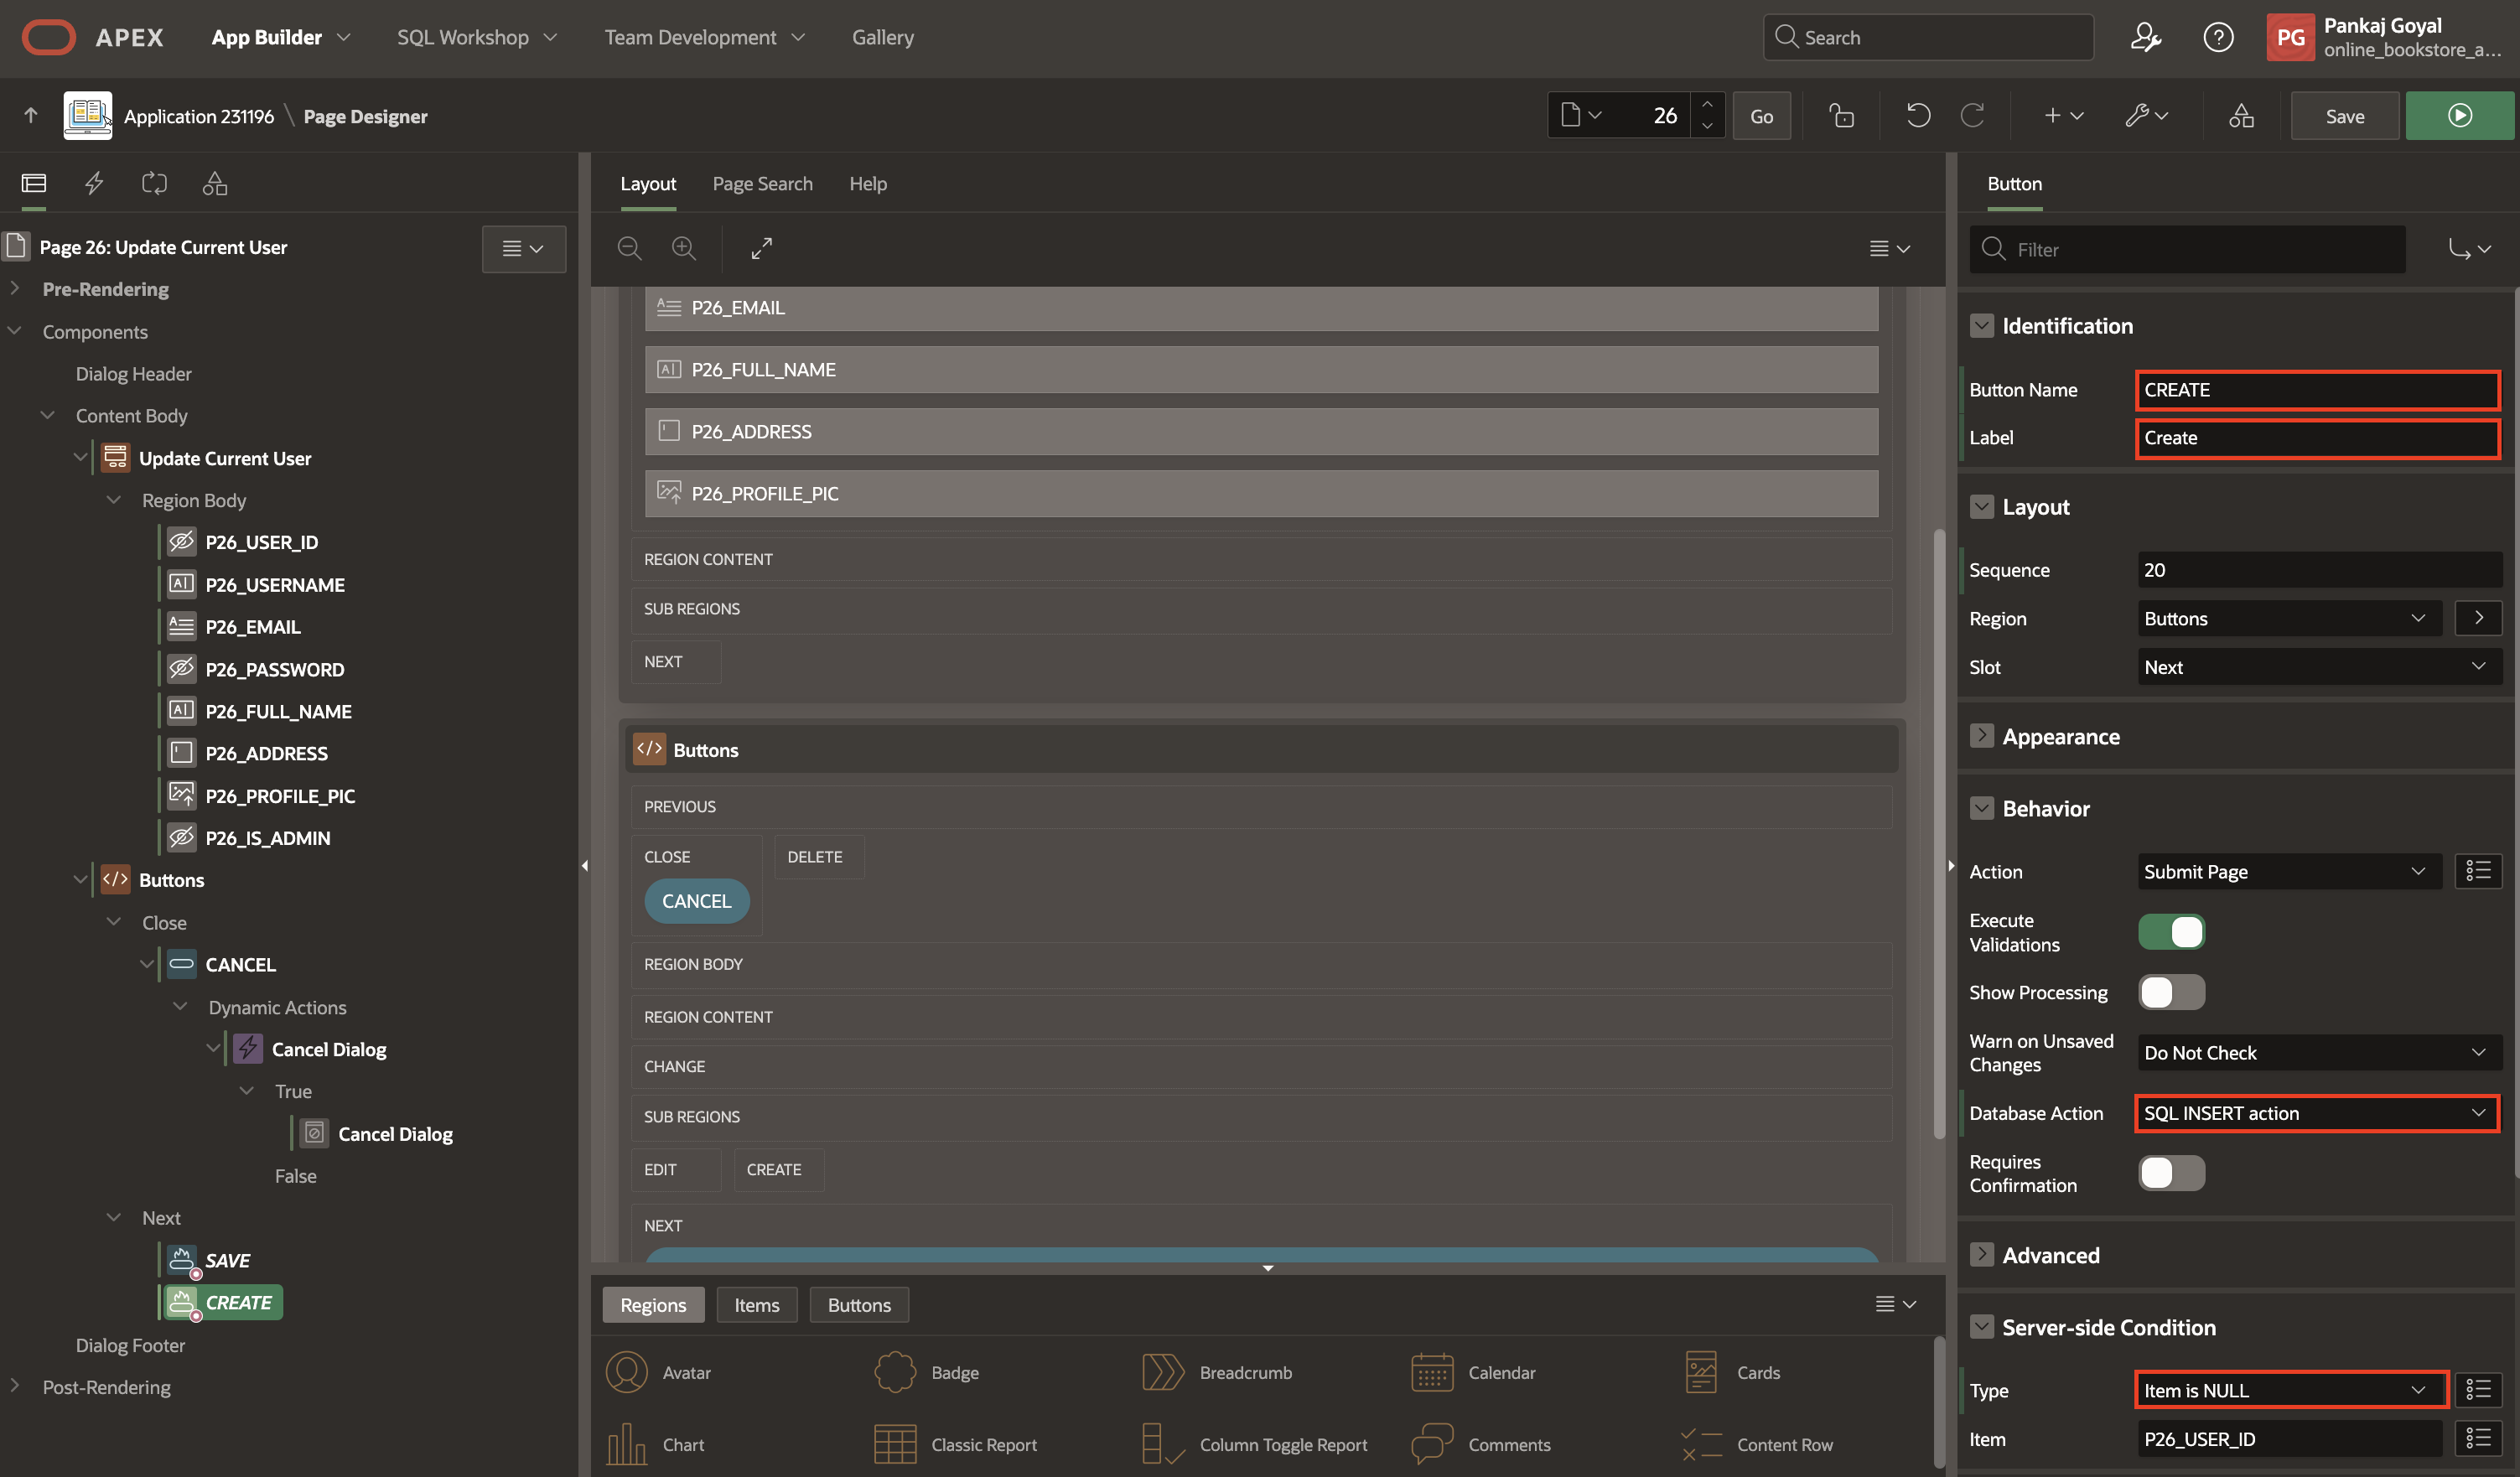 APEX App Builder SQL Workshop Team Development Gallery Search PG Pankaj Goyal
online_bookstore_a...
Application 231196 \ Page Designer 26 Go Save
Layout Page Search Help
Button
Page 26: Update Current User
Pre-Rendering
Components
Dialog Header
Content Body
Update Current User
Region Body
P26_USER_ID
P26_USERNAME
P26_EMAIL
P26_PASSWORD
P26_FULL_NAME
P26_ADDRESS
P26_PROFILE_PIC
P26_IS_ADMIN
Buttons
Close
CANCEL
Dynamic Actions
Cancel Dialog
True
Cancel Dialog
False
Next
SAVE
CREATE
Dialog Footer
Post-Rendering
P26_EMAIL
P26_FULL_NAME
P26_ADDRESS
P26_PROFILE_PIC
REGION CONTENT
SUB REGIONS
NEXT
Buttons
PREVIOUS
CLOSE DELETE
CANCEL
REGION BODY
REGION CONTENT
CHANGE
SUB REGIONS
EDIT CREATE
NEXT
Regions Items Buttons
Avatar Badge Breadcrumb Calendar Cards
Chart Classic Report Column Toggle Report Comments Content Row
Filter
Identification
Button Name CREATE
Label Create
Layout
Sequence 20
Region Buttons
Slot Next
Appearance
Behavior
Action Submit Page
Execute
Validations
Show Processing
Warn on Unsaved
Changes Do Not Check
Database Action SQL INSERT action
Requires
Confirmation
Advanced
Server-side Condition
Type Item is NULL
Item P26_USER_ID